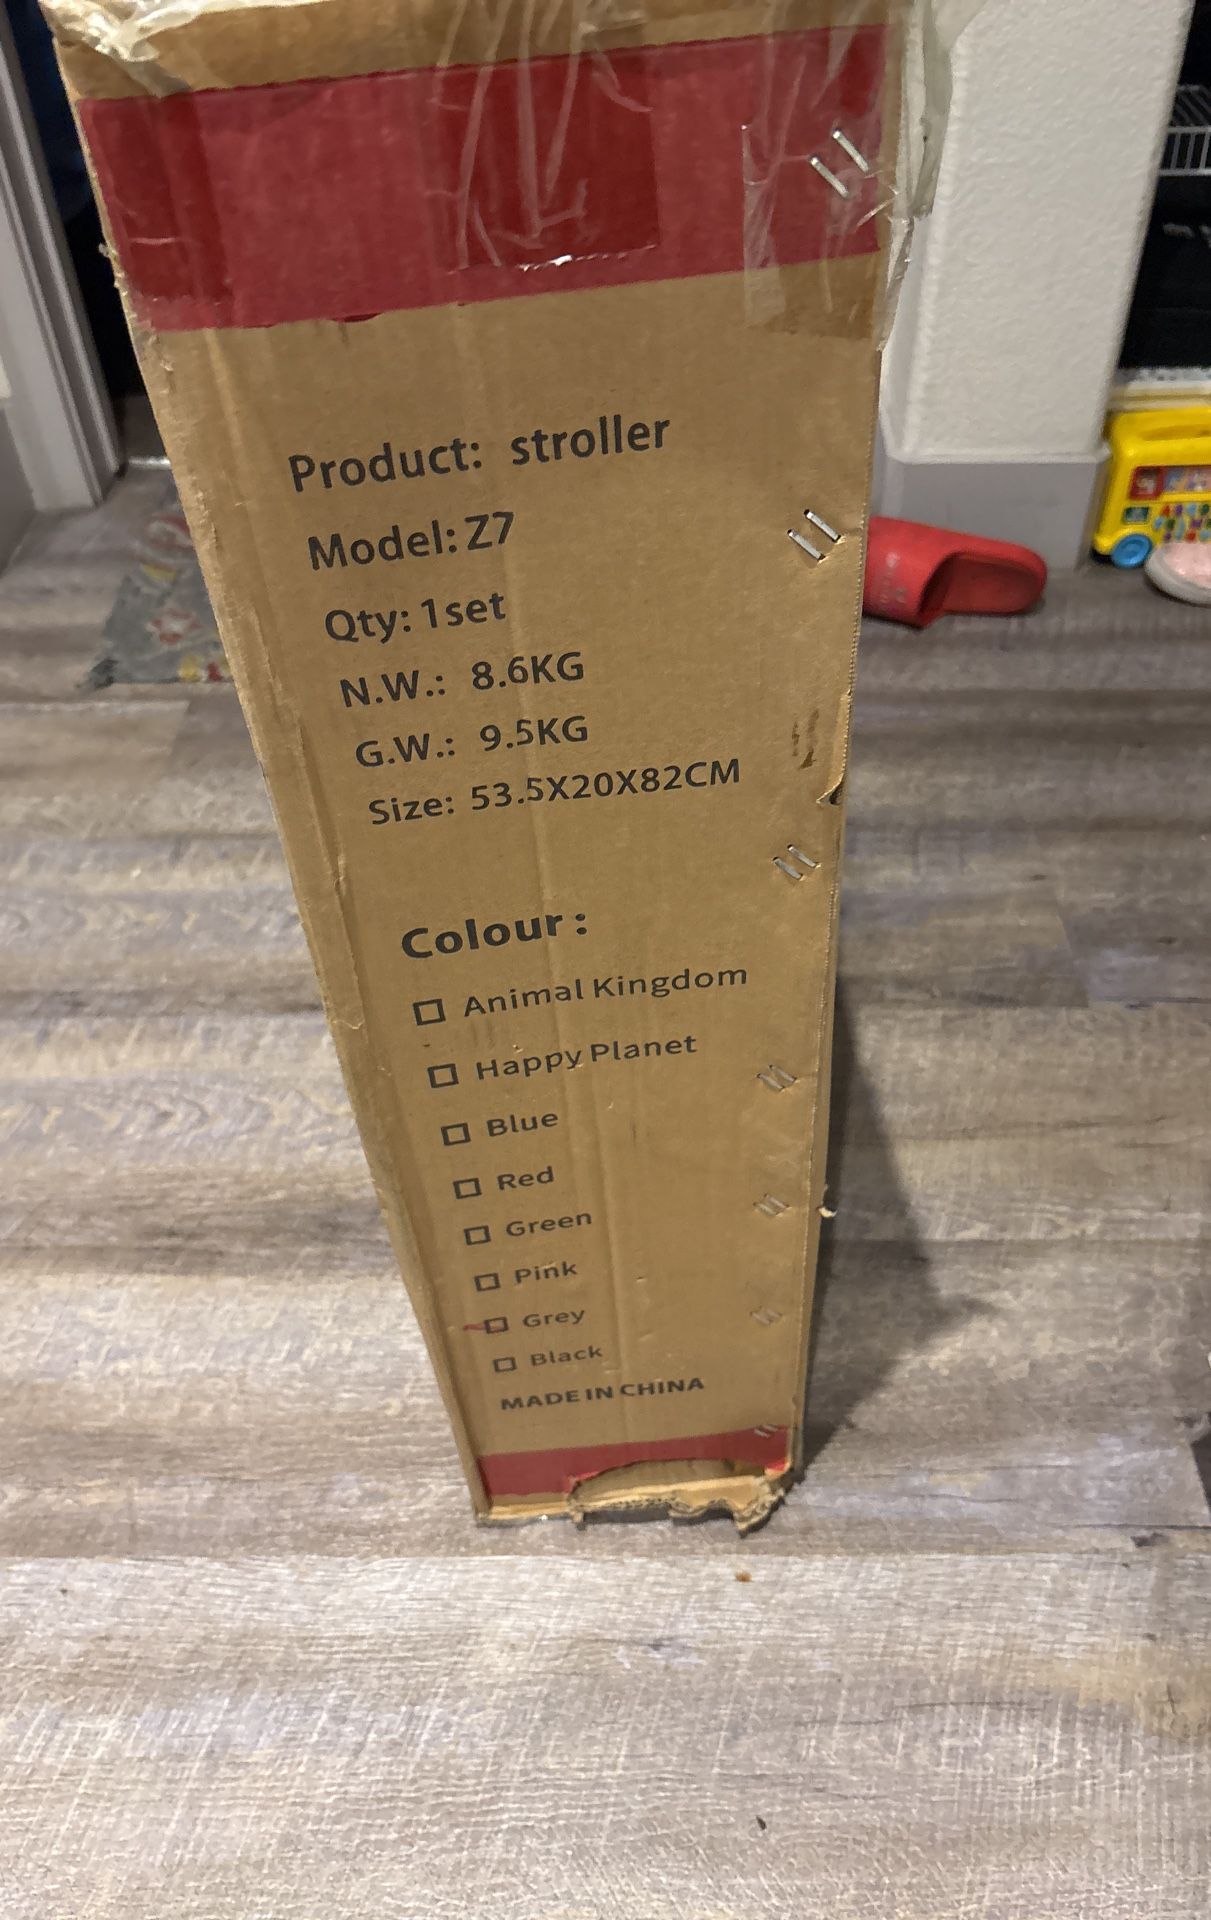 Product: stroller
Model: Z7
Qty: 1set
N.W.: 8.6KG
G.W.: 9.5KG
Size: 53.5X20X82CM
Colour:
Animal Kingdom
Happy Planet
Blue
Red
Green
Pink
Grey
Black
MADE IN CHINA